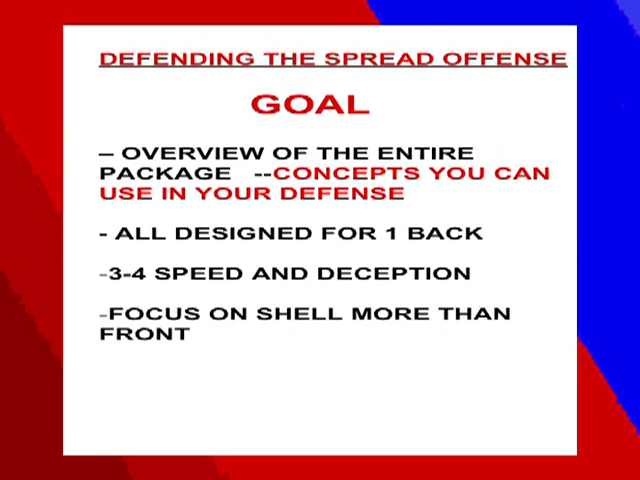 DEFENDING THE SPREAD OFFENSE
GOAL
– OVERVIEW OF THE ENTIRE
PACKAGE --CONCEPTS YOU CAN
USE IN YOUR DEFENSE
- ALL DESIGNED FOR 1 BACK
-3-4 SPEED AND DECEPTION
-FOCUS ON SHELL MORE THAN
FRONT